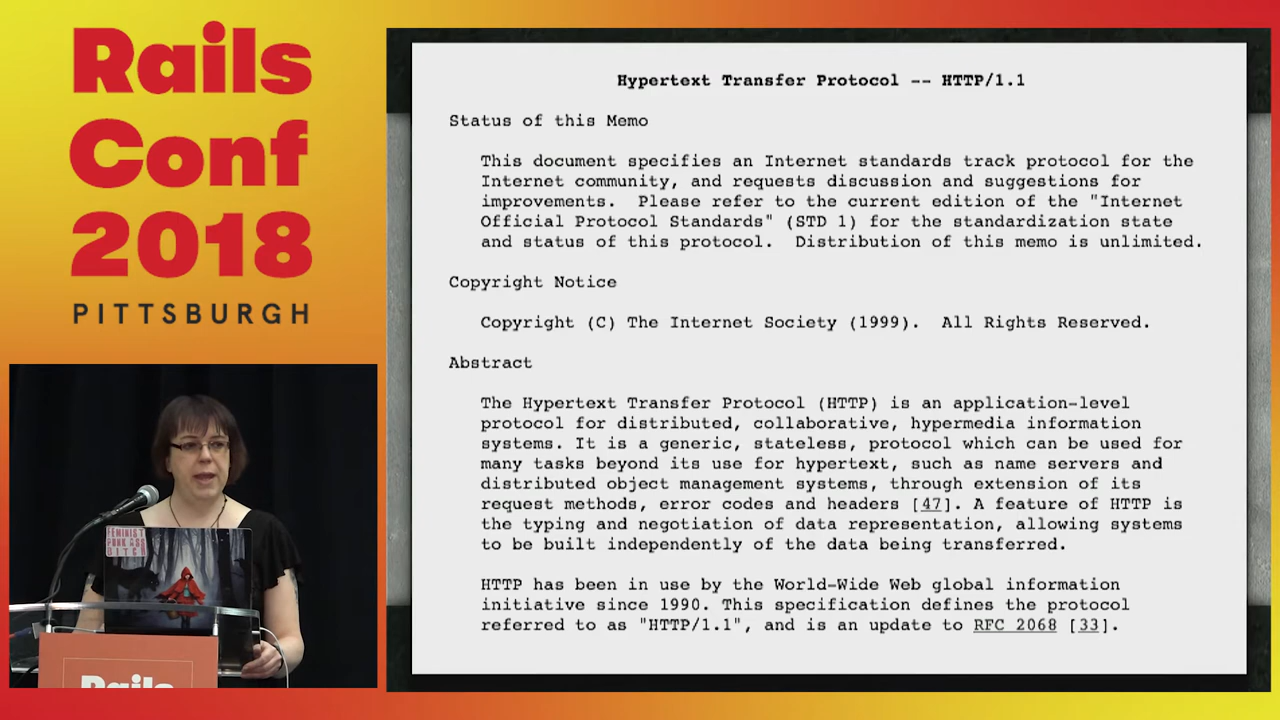 Rails
Conf
2018
PITTSBURGH
FEMINIST
PUNK ASS
BITCH
Rails
Hypertext Transfer Protocol -- HTTP/1.1
Status of this Memo
This document specifies an Internet standards track protocol for the
Internet community, and requests discussion and suggestions for
improvements.  Please refer to the current edition of the "Internet
Official Protocol Standards" (STD 1) for the standardization state
and status of this protocol.  Distribution of this memo is unlimited.
Copyright Notice
Copyright (C) The Internet Society (1999).  All Rights Reserved.
Abstract
The Hypertext Transfer Protocol (HTTP) is an application-level
protocol for distributed, collaborative, hypermedia information
systems. It is a generic, stateless, protocol which can be used for
many tasks beyond its use for hypertext, such as name servers and
distributed object management systems, through extension of its
request methods, error codes and headers [47]. A feature of HTTP is
the typing and negotiation of data representation, allowing systems
to be built independently of the data being transferred.
HTTP has been in use by the World-Wide Web global information
initiative since 1990. This specification defines the protocol
referred to as "HTTP/1.1", and is an update to RFC 2068 [33].